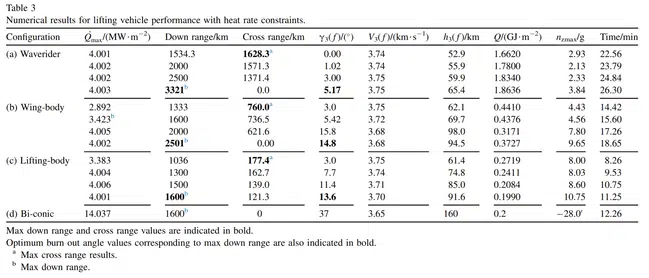 Table 3
Numerical results for lifting vehicle performance with heat rate constraints.
Configuration Q̇max/(MW·m−2) Down range/km Cross range/km γ3(f)/(°) V3(f)/(km·s−1) h3(f)/km Q/(GJ·m−2) nzmax/g Time/min
(a) Waverider 4.001 1534.3 1628.3a 0.00 3.74 52.9 1.6620 2.93 22.56
4.002 2000 1571.3 1.02 3.74 55.9 1.7800 2.13 23.79
4.002 2500 1371.4 3.00 3.75 59.9 1.8340 2.33 24.84
4.003 3321b 0.0 5.17 3.75 65.4 1.8636 3.84 26.30
(b) Wing-body 2.892 1333 760.0a 3.0 3.75 62.1 0.4410 4.43 14.42
3.423b 1600 736.5 5.42 3.72 69.7 0.4376 4.56 15.60
4.005 2000 621.6 15.8 3.68 98.0 0.3171 7.80 17.26
4.002 2501b 0.00 14.8 3.68 94.5 0.3727 9.65 18.65
(c) Lifting-body 3.383 1036 177.4a 3.0 3.75 61.4 0.2719 8.00 8.26
4.004 1300 162.7 7.7 3.74 74.8 0.2411 8.03 9.53
4.006 1500 139.0 11.4 3.71 85.0 0.2084 8.60 10.75
4.001 1600b 121.3 13.6 3.70 91.6 0.1990 10.75 11.25
(d) Bi-conic 14.037 1600b 0 37 3.65 160 0.2 −28.0' 12.26
Max down range and cross range values are indicated in bold.
Optimum burn out angle values corresponding to max down range are also indicated in bold.
a Max cross range results.
b Max down range.